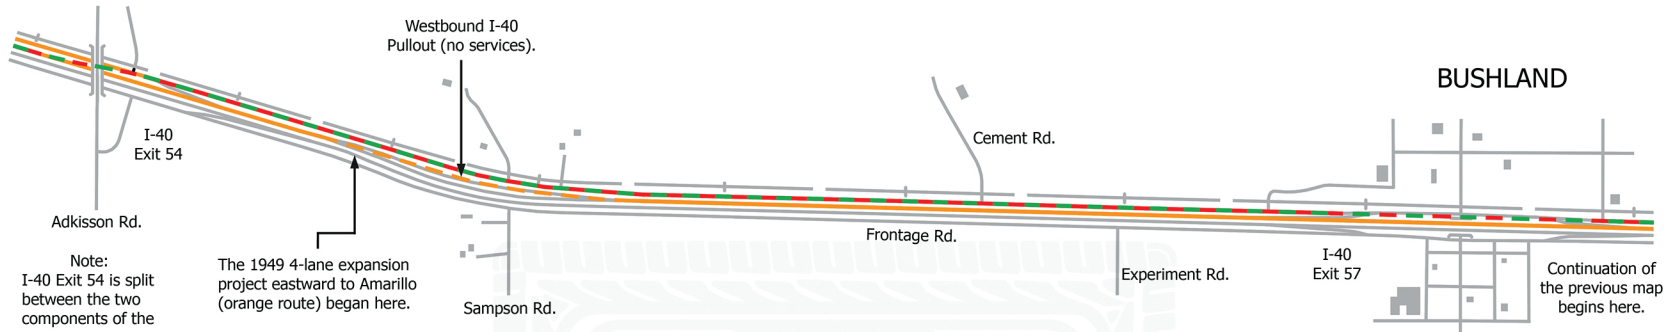 Westbound I-40
Pullout (no services).
BUSHLAND
I-40
Exit 54
Cement Rd.
Adkisson Rd.
Frontage Rd.
Note:
I-40 Exit 54 is split
between the two
components of the
The 1949 4-lane expansion
project eastward to Amarillo
(orange route) began here.
Sampson Rd.
Experiment Rd.
I-40
Exit 57
Continuation of
the previous map
begins here.